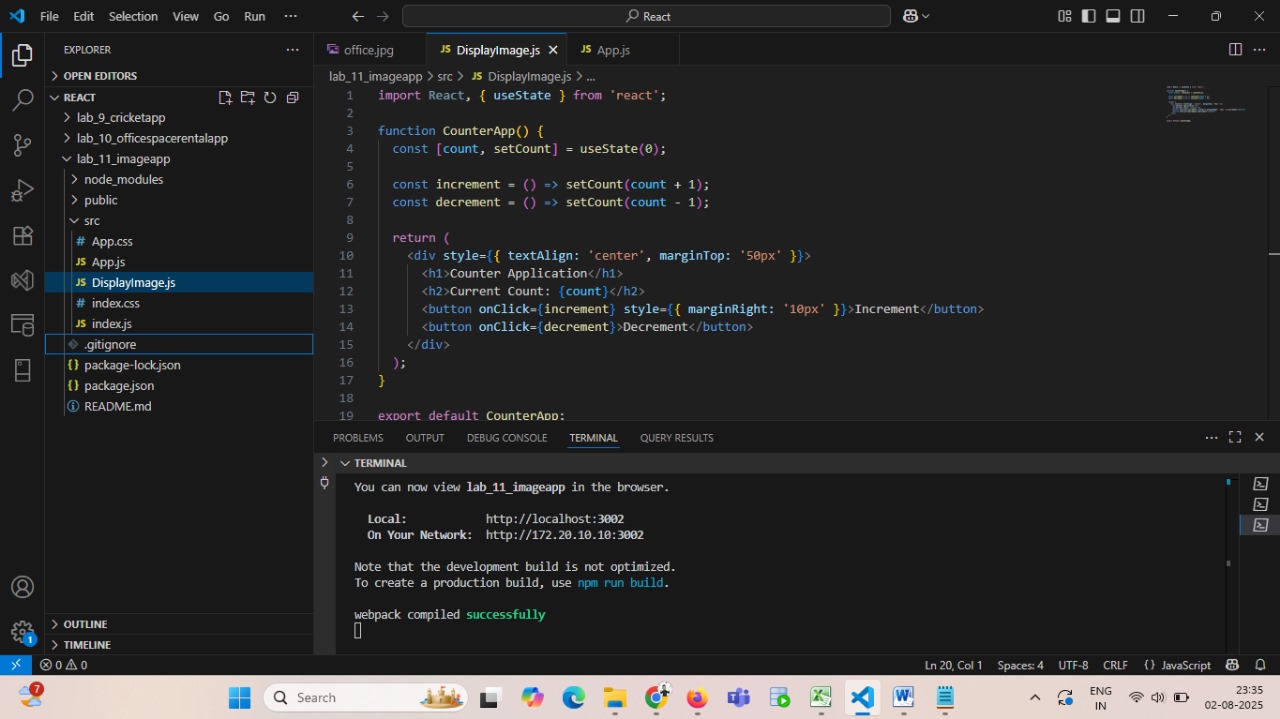 File Edit Selection View Go Run ··· React
EXPLORER ···
OPEN EDITORS
REACT
lab_9_cricketapp
lab_10_officespacerentalapp
lab_11_imageapp
node_modules
public
src
# App.css
JS App.js
JS DisplayImage.js
# index.css
JS index.js
.gitignore
{} package-lock.json
{} package.json
README.md
OUTLINE
TIMELINE
office.jpg JS DisplayImage.js JS App.js
lab_11_imageapp > src > JS DisplayImage.js > ...
1 import React, { useState } from 'react';
2
3 function CounterApp() {
4 const [count, setCount] = useState(0);
5
6 const increment = () => setCount(count + 1);
7 const decrement = () => setCount(count - 1);
8
9 return (
10 <div style={{ textAlign: 'center', marginTop: '50px' }}>
11 <h1>Counter Application</h1>
12 <h2>Current Count: {count}</h2>
13 <button onClick={increment} style={{ marginRight: '10px' }}>Increment</button>
14 <button onClick={decrement}>Decrement</button>
15 </div>
16 );
17 }
18
19 export default CounterApp;
PROBLEMS OUTPUT DEBUG CONSOLE TERMINAL QUERY RESULTS
TERMINAL
You can now view lab_11_imageapp in the browser.
Local: http://localhost:3002
On Your Network: http://172.20.10.10:3002
Note that the development build is not optimized.
To create a production build, use npm run build.
webpack compiled successfully
1
0 0 Ln 20, Col 1 Spaces: 4 UTF-8 CRLF {} JavaScript
7 Search ENG 23:35
IN 02-08-2025